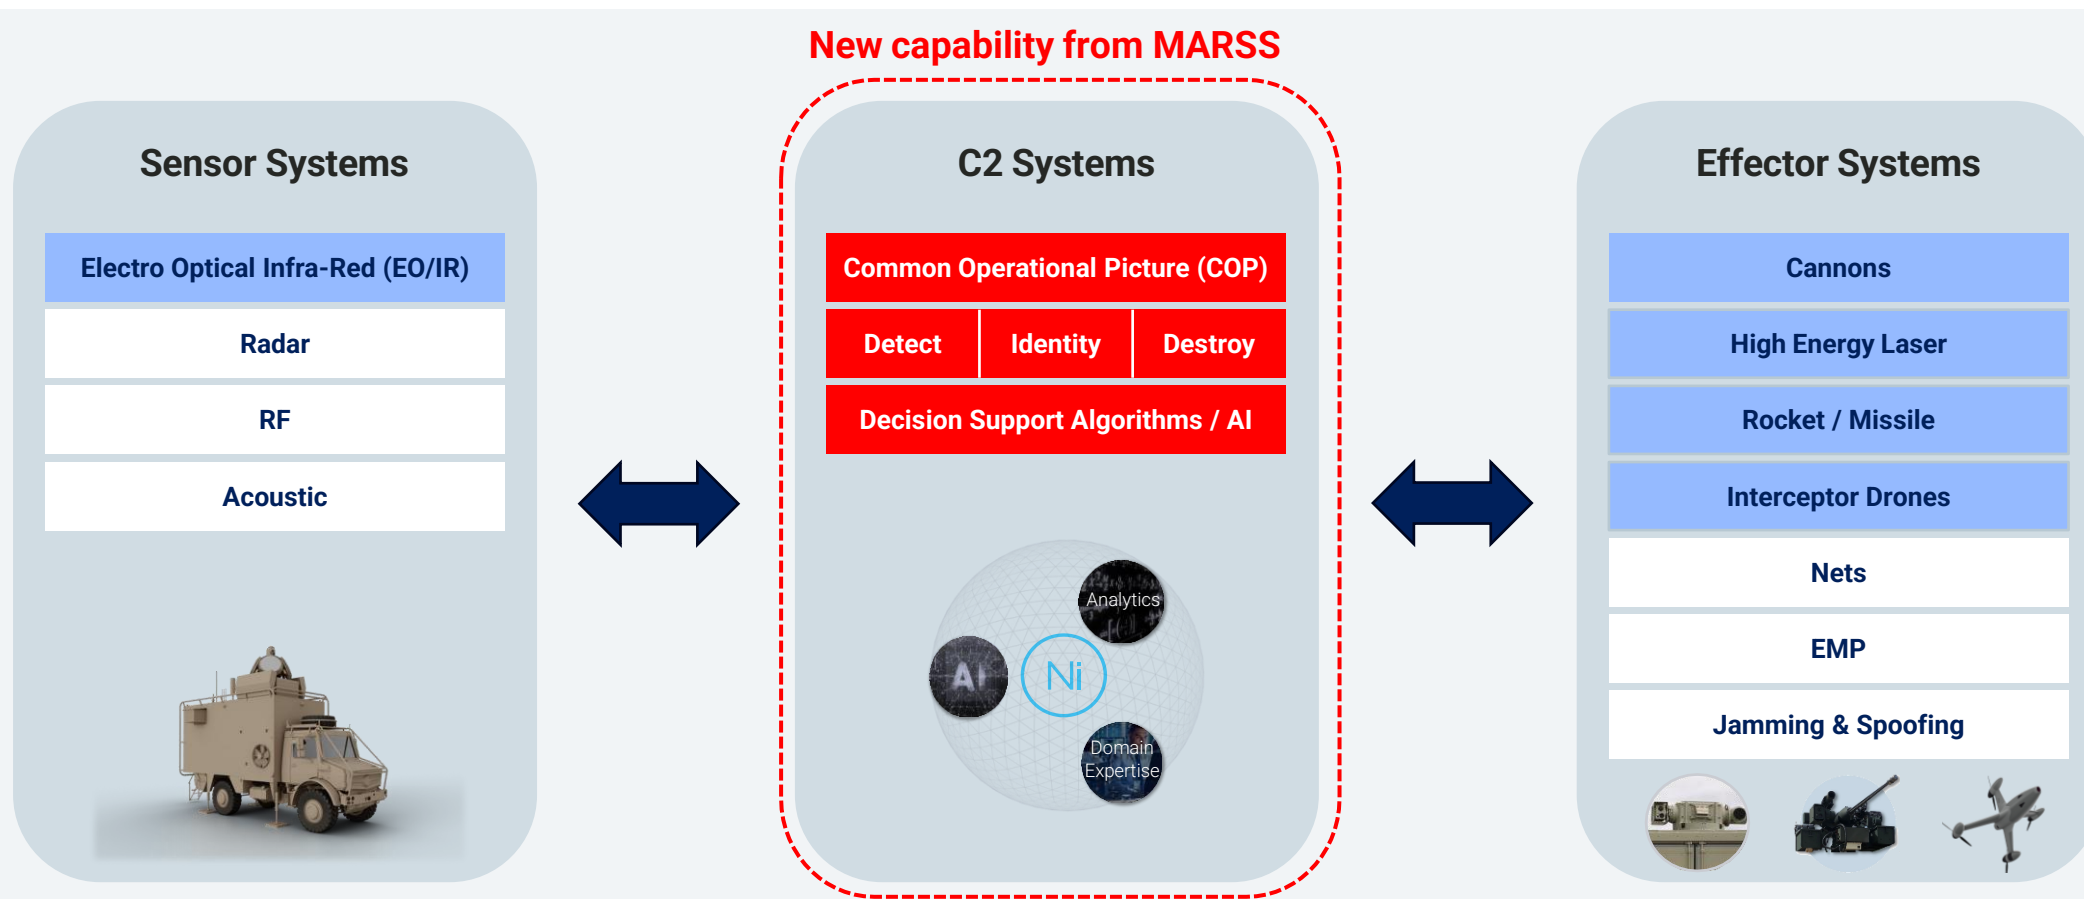 New capability from MARSS
Sensor Systems
Electro Optical Infra-Red (EO/IR)
Radar
RF
Acoustic
C2 Systems
Common Operational Picture (COP)
Detect
Identity
Destroy
Decision Support Algorithms / AI
Analytics
AI
Ni
Domain
Expertise
Effector Systems
Cannons
High Energy Laser
Rocket / Missile
Interceptor Drones
Nets
EMP
Jamming & Spoofing